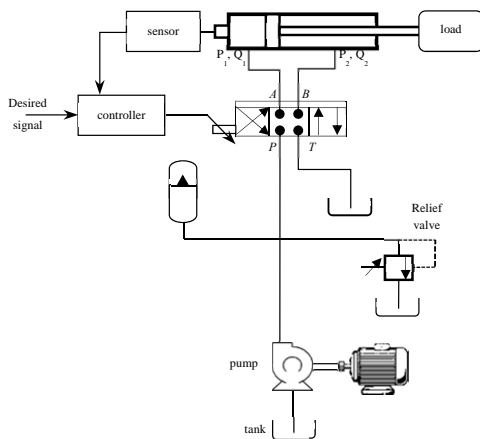 sensor
load
P1, Q1
P2, Q2
A
B
Desired
signal
controller
P
T
Relief
valve
pump
tank